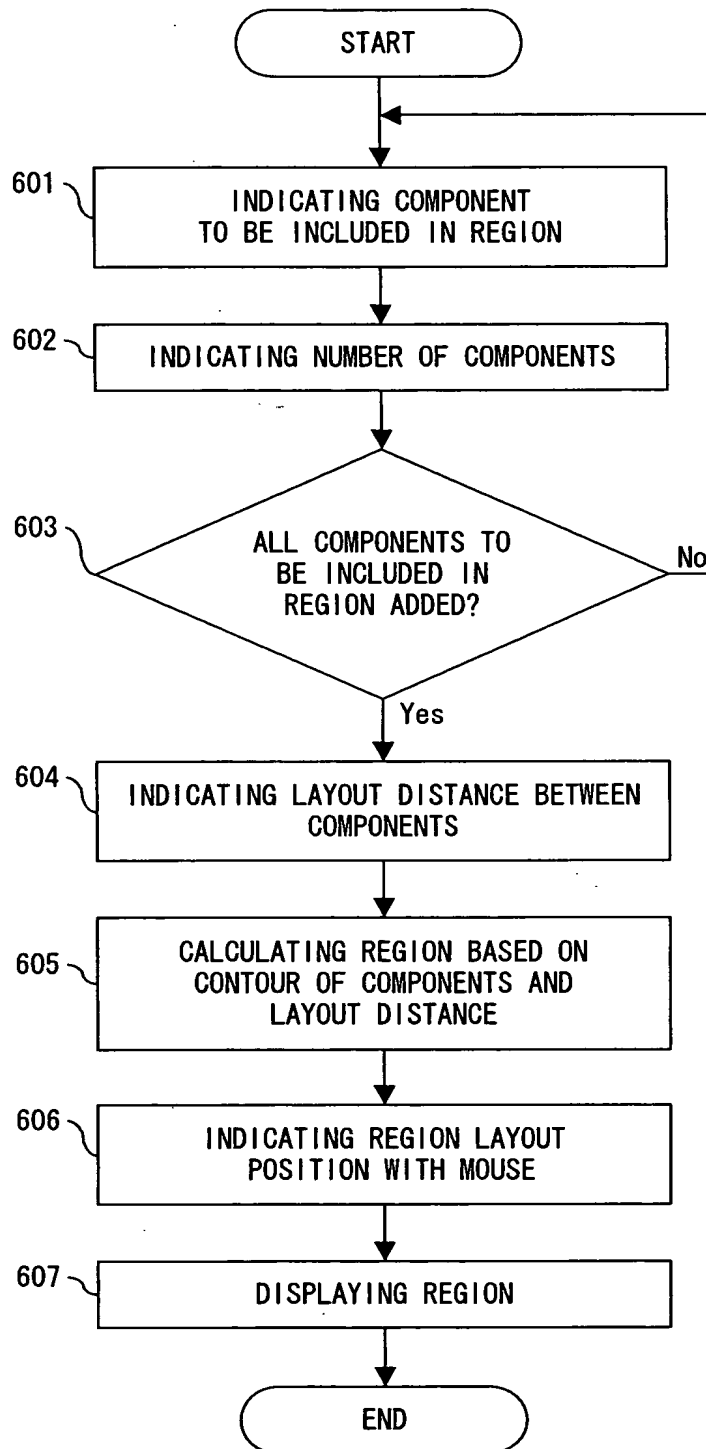 START
601
INDICATING COMPONENT
TO BE INCLUDED IN REGION
602
INDICATING NUMBER OF COMPONENTS
603
ALL COMPONENTS TO
BE INCLUDED IN
REGION ADDED?
No
Yes
604
INDICATING LAYOUT DISTANCE BETWEEN
COMPONENTS
605
CALCULATING REGION BASED ON
CONTOUR OF COMPONENTS AND
LAYOUT DISTANCE
606
INDICATING REGION LAYOUT
POSITION WITH MOUSE
607
DISPLAYING REGION
END